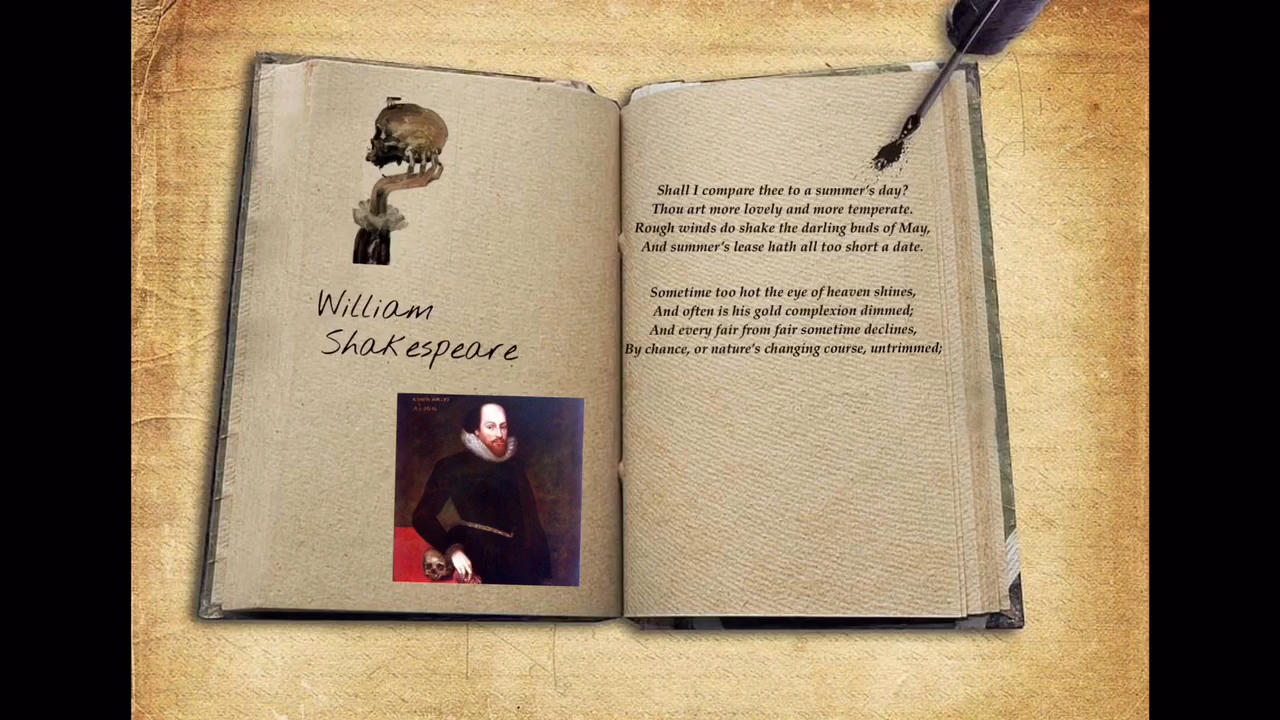 William
Shakespeare
Shall I compare thee to a summer's day?
Thou art more lovely and more temperate.
Rough winds do shake the darling buds of May,
And summer's lease hath all too short a date.
Sometime too hot the eye of heaven shines,
And often is his gold complexion dimmed;
And every fair from fair sometime declines,
By chance, or nature's changing course, untrimmed;